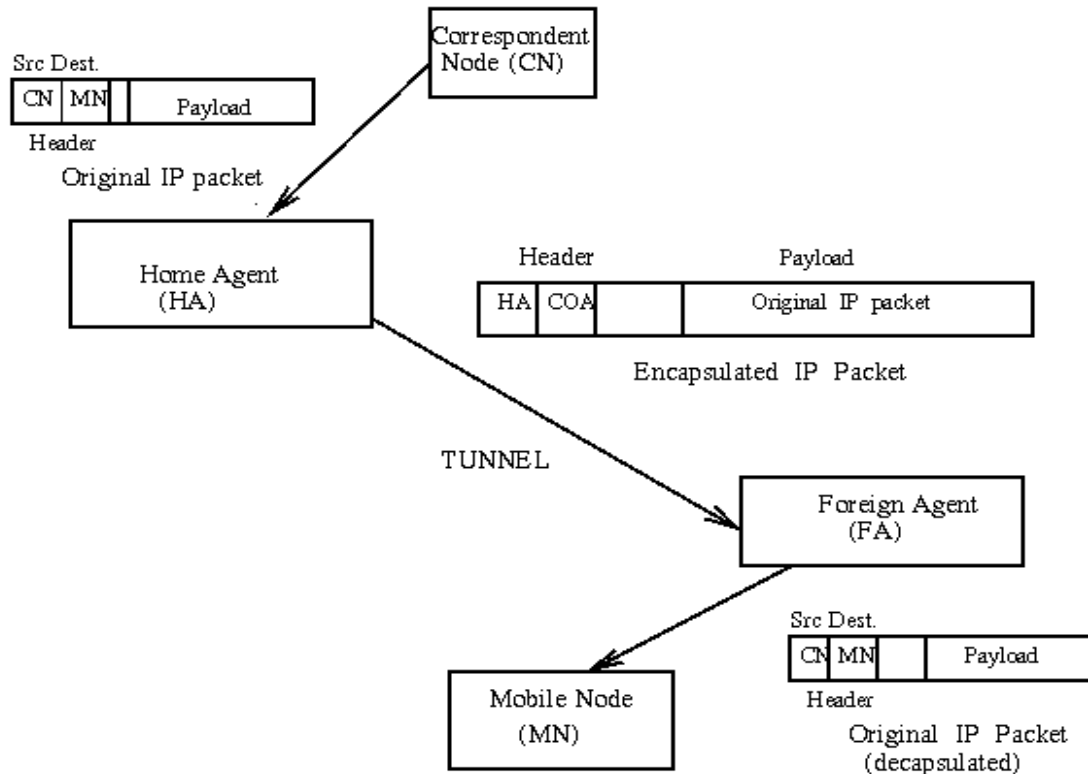 Correspondent
Node (CN)
Src Dest.
CN MN Payload
Header
Original IP packet
Home Agent
(HA)
Header Payload
HA COA Original IP packet
Encapsulated IP Packet
TUNNEL
Foreign Agent
(FA)
Src Dest.
CN MN Payload
Header
Original IP Packet
(decapsulated)
Mobile Node
(MN)